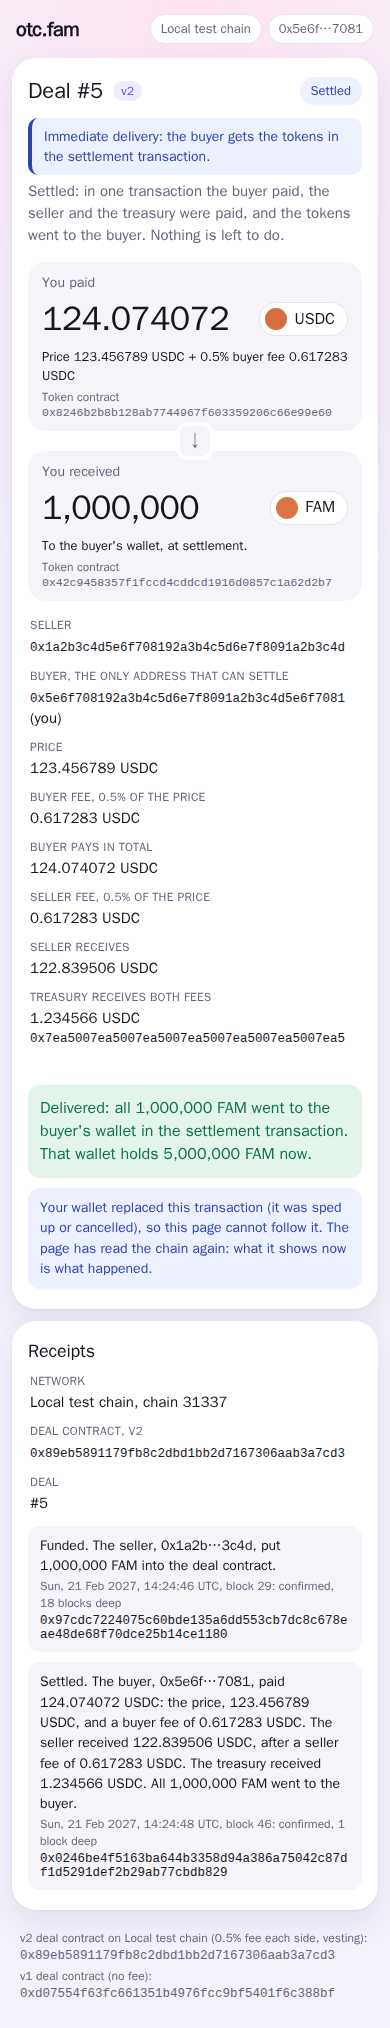 otc.fam
Local test chain
0x5e6f···7081
Deal #5
v2
Settled
Immediate delivery: the buyer gets the tokens in
the settlement transaction.
Settled: in one transaction the buyer paid, the
seller and the treasury were paid, and the tokens
went to the buyer. Nothing is left to do.
You paid
124.074072
USDC
Price 123.456789 USDC + 0.5% buyer fee 0.617283
USDC
Token contract
0x8246b2b8b128ab7744967f603359206c66e99e60
↓
You received
1,000,000
FAM
To the buyer's wallet, at settlement.
Token contract
0x42c9458357f1fccd4cddcd1916d0857c1a62d2b7
SELLER
0x1a2b3c4d5e6f708192a3b4c5d6e7f8091a2b3c4d
BUYER, THE ONLY ADDRESS THAT CAN SETTLE
0x5e6f708192a3b4c5d6e7f8091a2b3c4d5e6f7081
(you)
PRICE
123.456789 USDC
BUYER FEE, 0.5% OF THE PRICE
0.617283 USDC
BUYER PAYS IN TOTAL
124.074072 USDC
SELLER FEE, 0.5% OF THE PRICE
0.617283 USDC
SELLER RECEIVES
122.839506 USDC
TREASURY RECEIVES BOTH FEES
1.234566 USDC
0x7ea5007ea5007ea5007ea5007ea5007ea5007ea5
Delivered: all 1,000,000 FAM went to the
buyer's wallet in the settlement transaction.
That wallet holds 5,000,000 FAM now.
Your wallet replaced this transaction (it was sped
up or cancelled), so this page cannot follow it. The
page has read the chain again: what it shows now
is what happened.
Receipts
NETWORK
Local test chain, chain 31337
DEAL CONTRACT, V2
0x89eb5891179fb8c2dbd1bb2d7167306aab3a7cd3
DEAL
#5
Funded. The seller, 0x1a2b···3c4d, put
1,000,000 FAM into the deal contract.
Sun, 21 Feb 2027, 14:24:46 UTC, block 29: confirmed,
18 blocks deep
0x97cdc7224075c60bde135a6dd553cb7dc8c678e
ae48de68f70dce25b14ce1180
Settled. The buyer, 0x5e6f···7081, paid
124.074072 USDC: the price, 123.456789
USDC, and a buyer fee of 0.617283 USDC. The
seller received 122.839506 USDC, after a seller
fee of 0.617283 USDC. The treasury received
1.234566 USDC. All 1,000,000 FAM went to the
buyer.
Sun, 21 Feb 2027, 14:24:48 UTC, block 46: confirmed, 1
block deep
0x0246be4f5163ba644b3358d94a386a75042c87d
f1d5291def2b29ab77cbdb829
v2 deal contract on Local test chain (0.5% fee each side, vesting):
0x89eb5891179fb8c2dbd1bb2d7167306aab3a7cd3
v1 deal contract (no fee):
0xd07554f63fc661351b4976fcc9bf5401f6c388bf